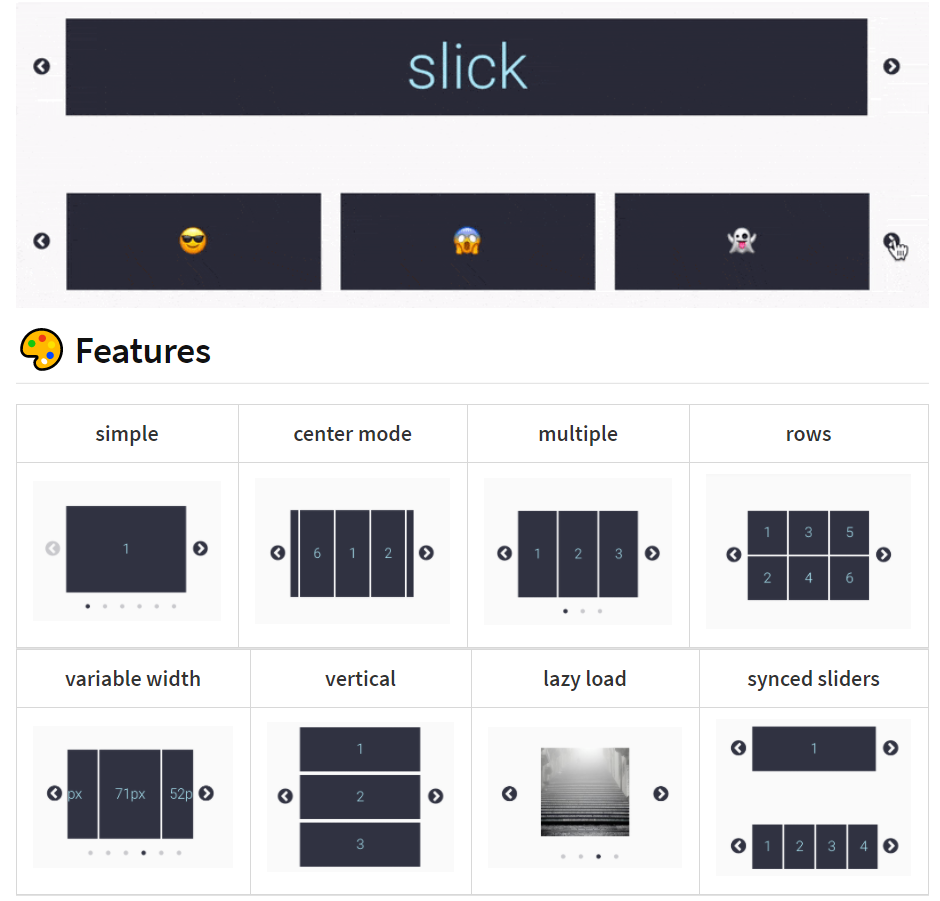 slick
😎 😱 👻
🎨 Features
simple center mode multiple rows
1
6 1 2
1 2 3
1 3 5
2 4 6
variable width vertical lazy load synced sliders
px 71px 52p
1
2
3
1
1 2 3 4